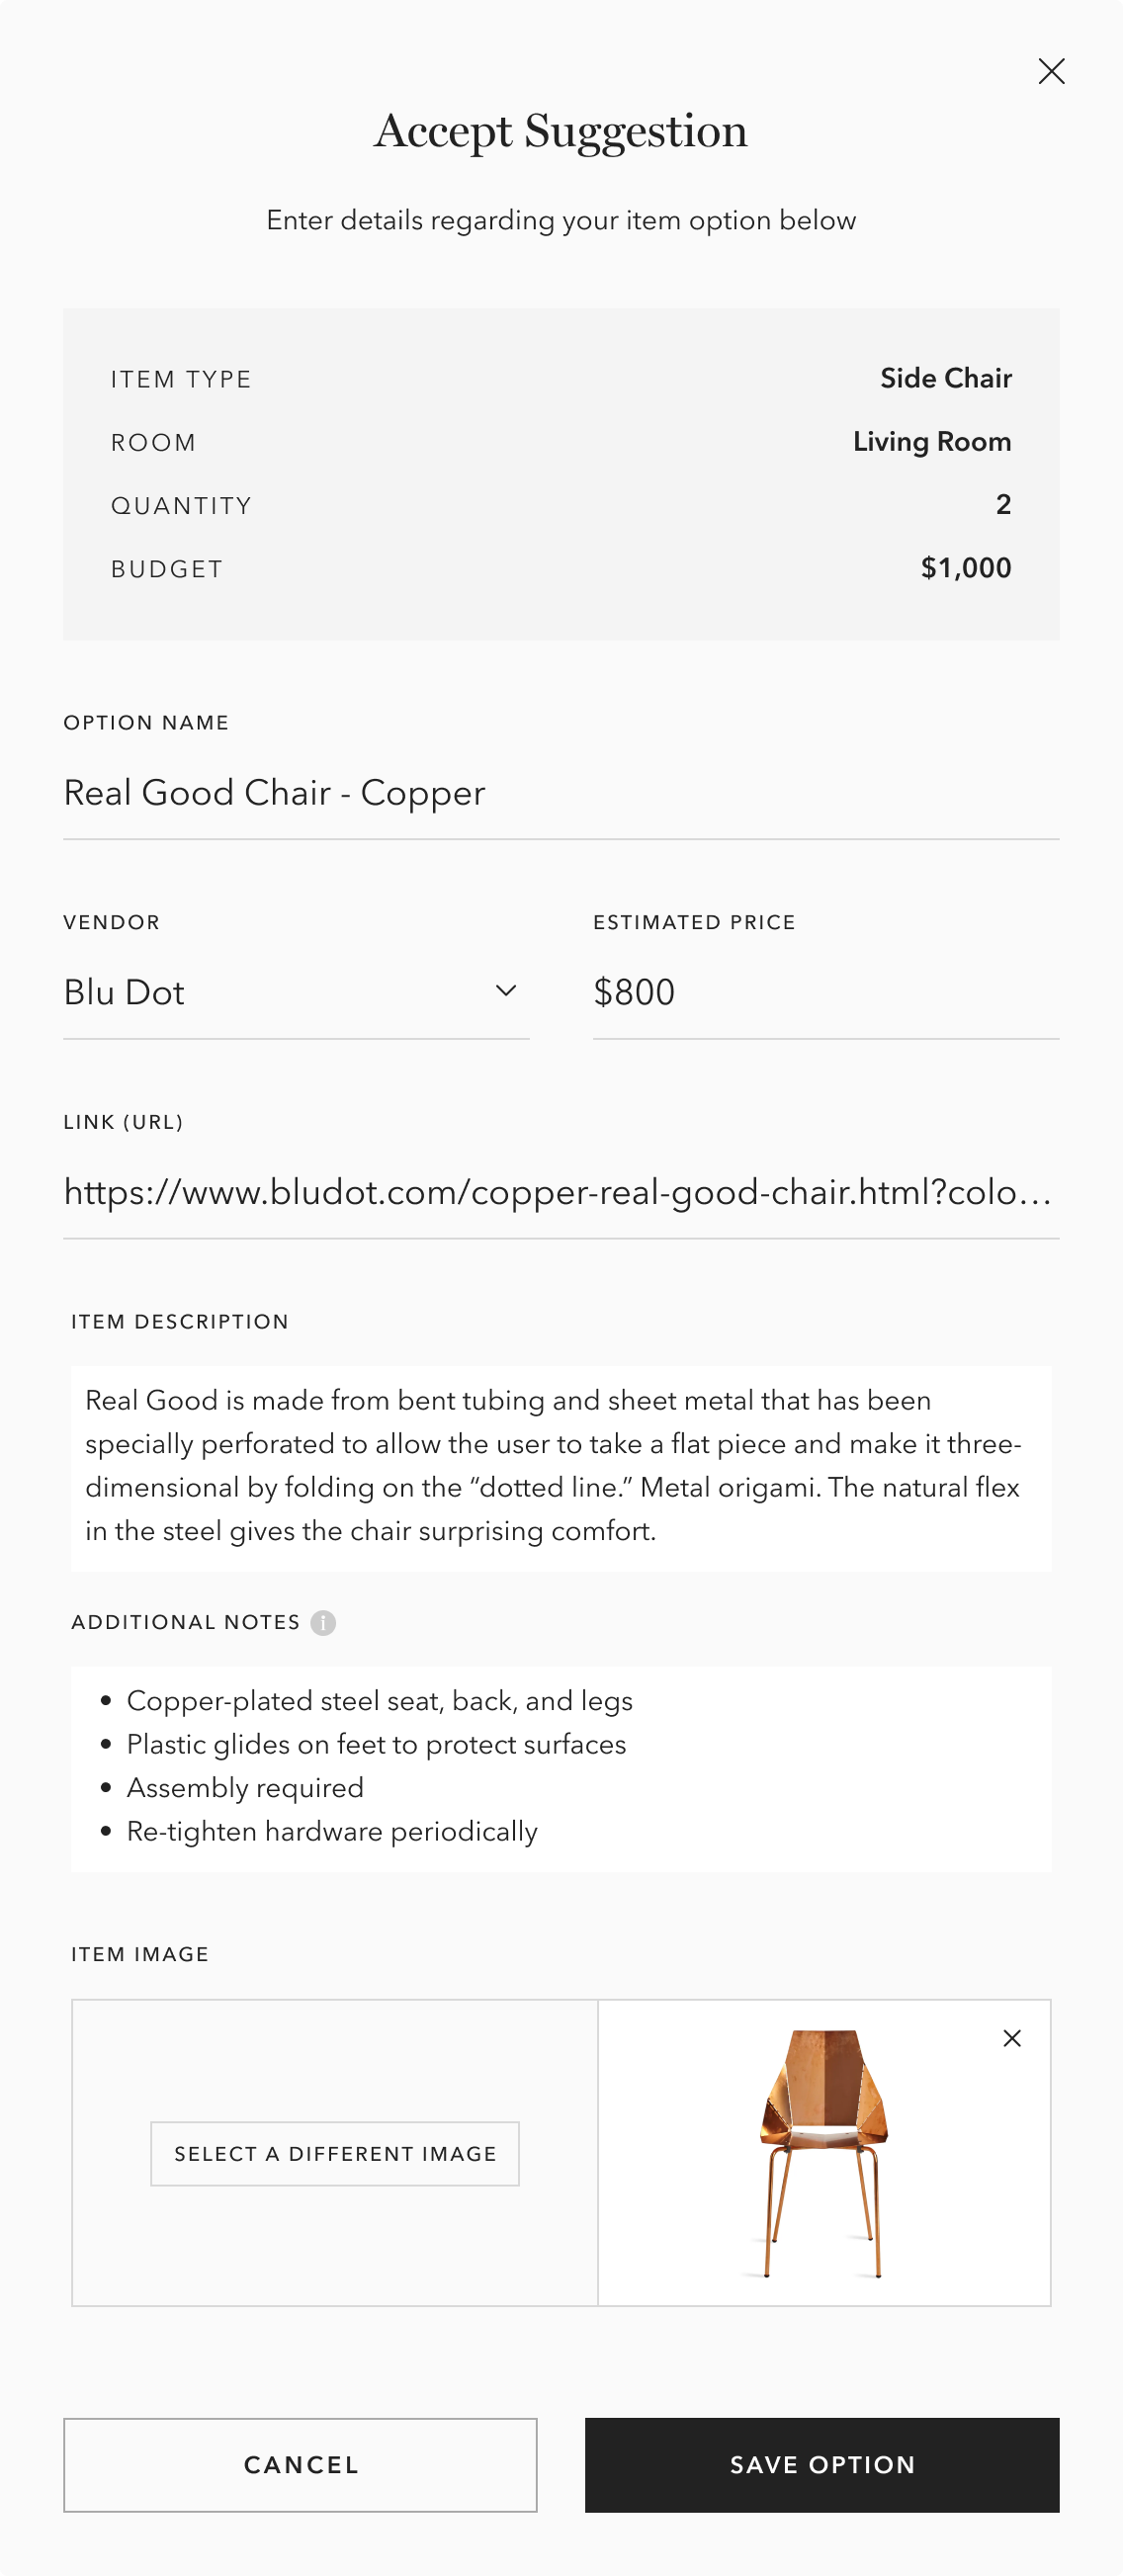 Accept Suggestion
Enter details regarding your item option below
ITEM TYPE
Side Chair
ROOM
Living Room
QUANTITY
2
BUDGET
$1,000
OPTION NAME
Real Good Chair - Copper
VENDOR
Blu Dot
ESTIMATED PRICE
$800
LINK (URL)
https://www.bludot.com/copper-real-good-chair.html?colo…
ITEM DESCRIPTION
Real Good is made from bent tubing and sheet metal that has been
specially perforated to allow the user to take a flat piece and make it three-
dimensional by folding on the “dotted line.” Metal origami. The natural flex
in the steel gives the chair surprising comfort.
ADDITIONAL NOTES i
• Copper-plated steel seat, back, and legs
• Plastic glides on feet to protect surfaces
• Assembly required
• Re-tighten hardware periodically
ITEM IMAGE
SELECT A DIFFERENT IMAGE
CANCEL
SAVE OPTION